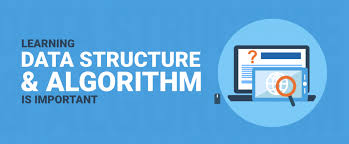 LEARNING
DATA STRUCTURE
& ALGORITHM
IS IMPORTANT
?